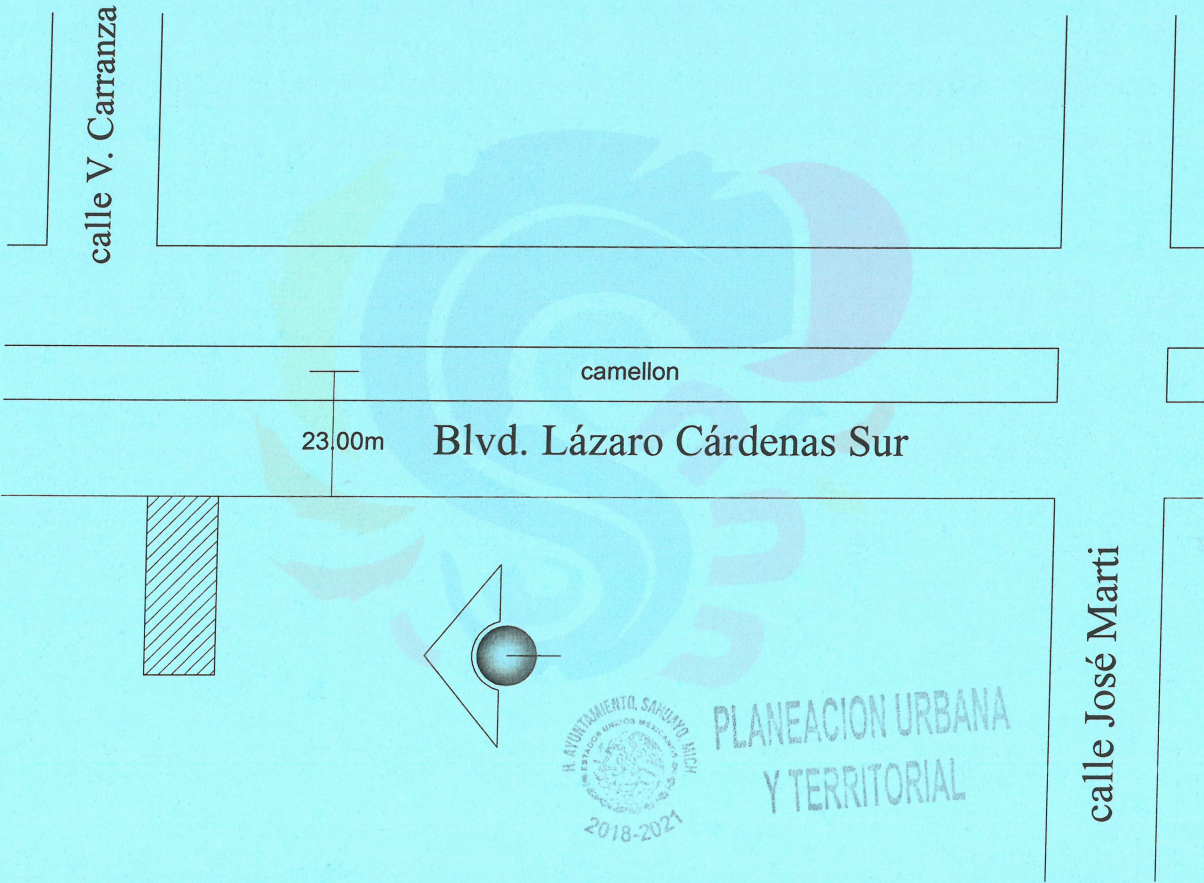 calle V. Carranza
camellon
23.00m
Blvd. Lázaro Cárdenas Sur
calle José Marti
H. AYUNTAMIENTO, SAHUAYO, MICH
ESTADOS UNIDOS MEXICANOS
2018-2021
PLANEACION URBANA
Y TERRITORIAL